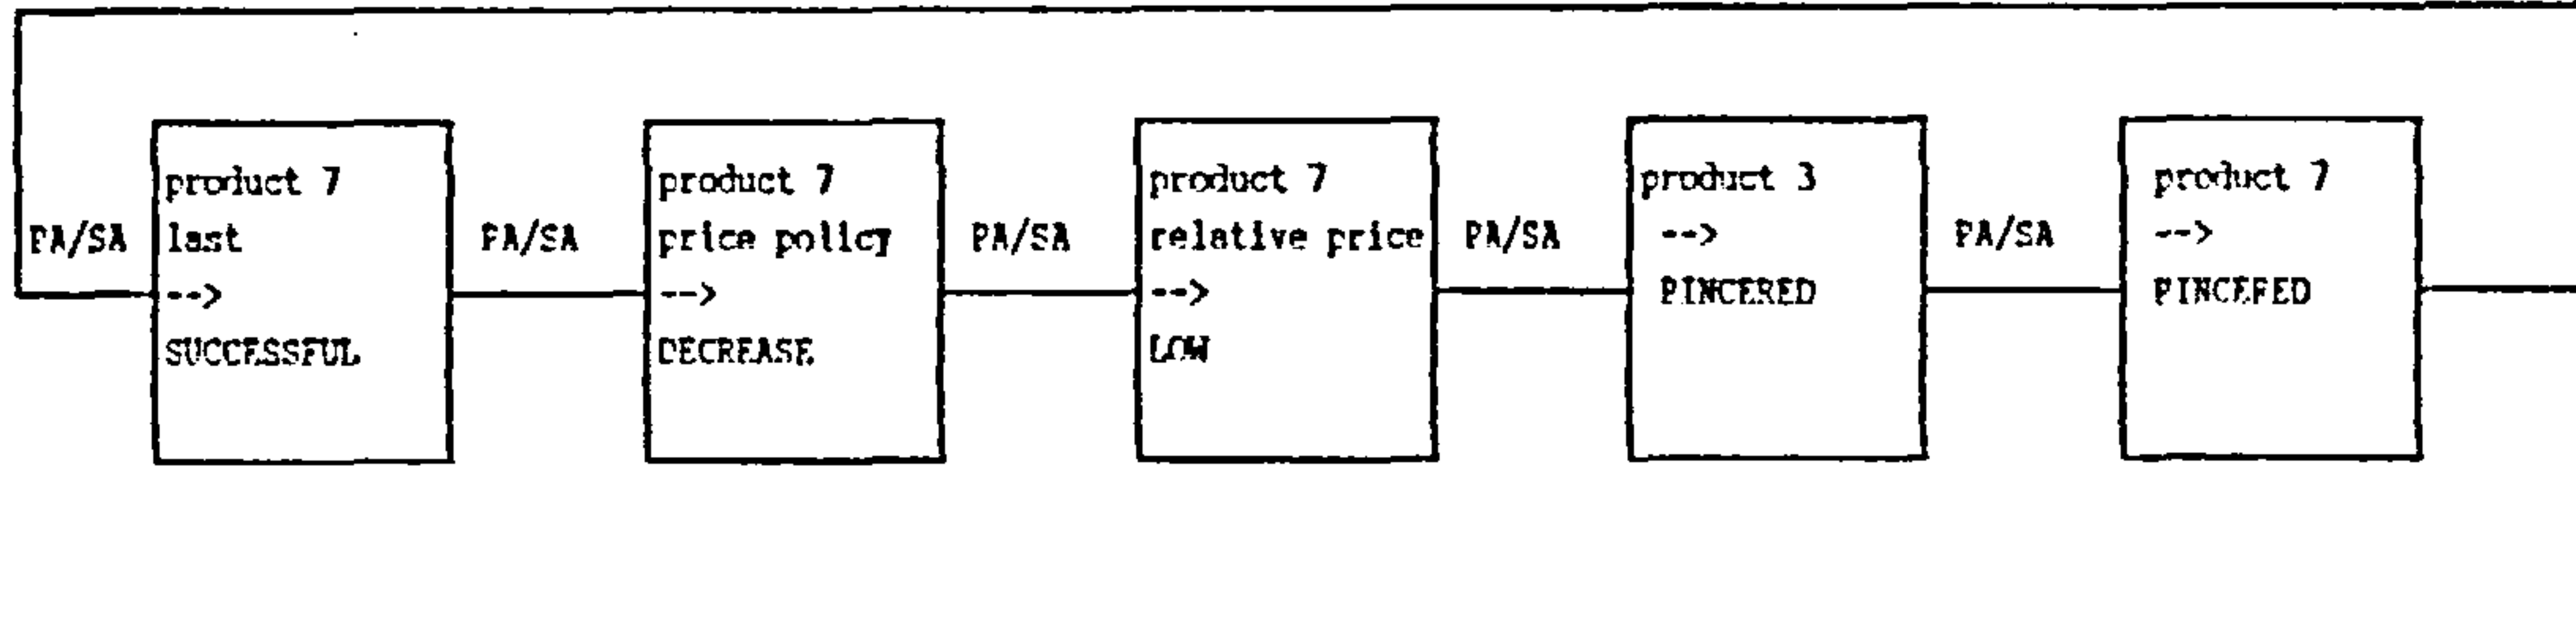 PA/SA
product 7
last
-->
SUCCESSFUL
PA/SA
product 7
price policy
-->
DECREASE
PA/SA
product 7
relative price
-->
LOW
PA/SA
product 3
-->
PINCERED
PA/SA
product 7
-->
PINCERED